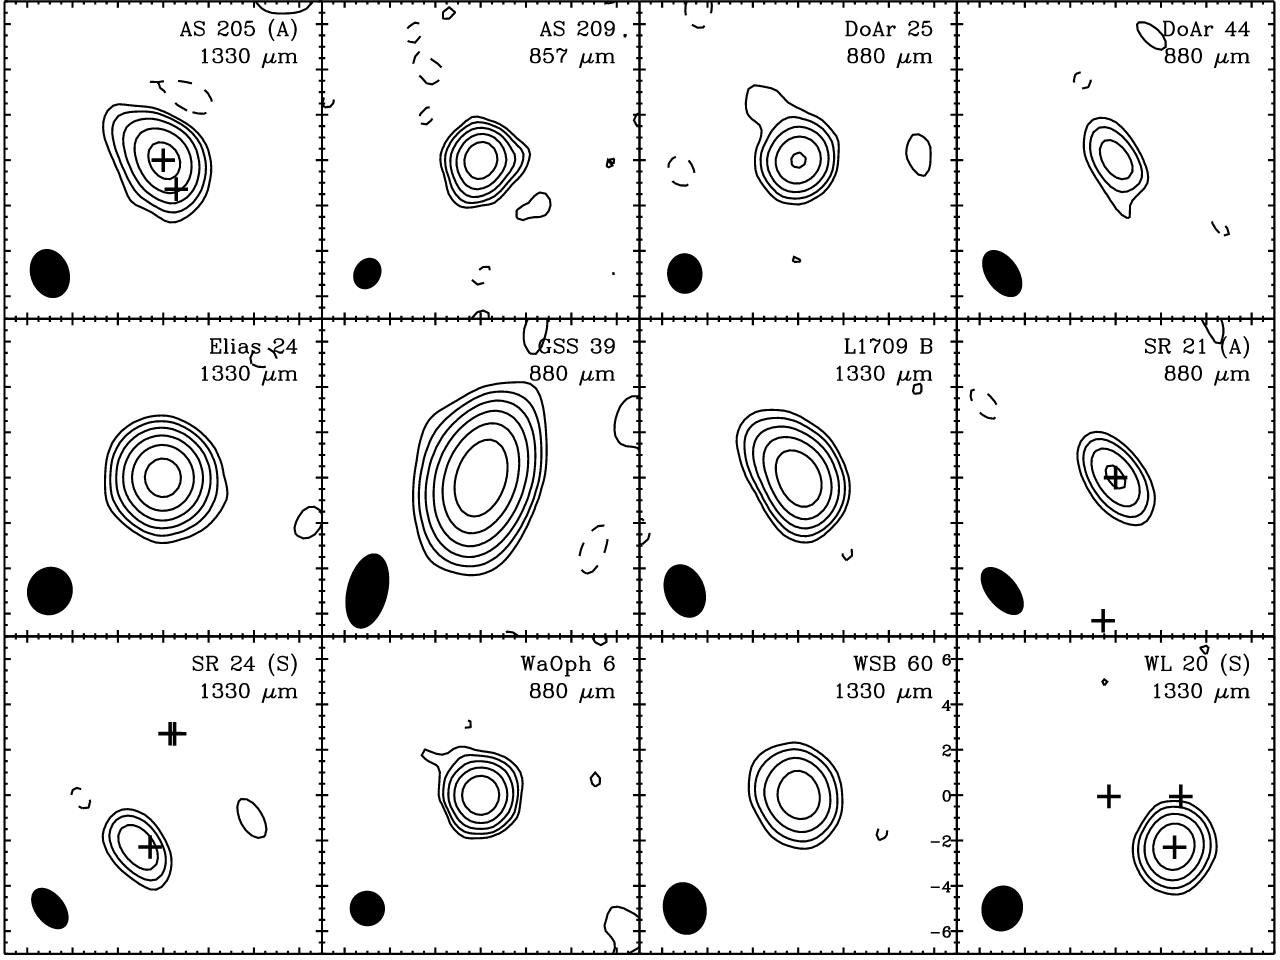 AS 205 (A)
1330 μm
AS 209
857 μm
DoAr 25
880 μm
DoAr 44
880 μm
Elias 24
1330 μm
GSS 39
880 μm
L1709 B
1330 μm
SR 21 (A)
880 μm
SR 24 (S)
1330 μm
WaOph 6
880 μm
WSB 60
1330 μm
WL 20 (S)
1330 μm
6
4
2
0
−2
−4
−6